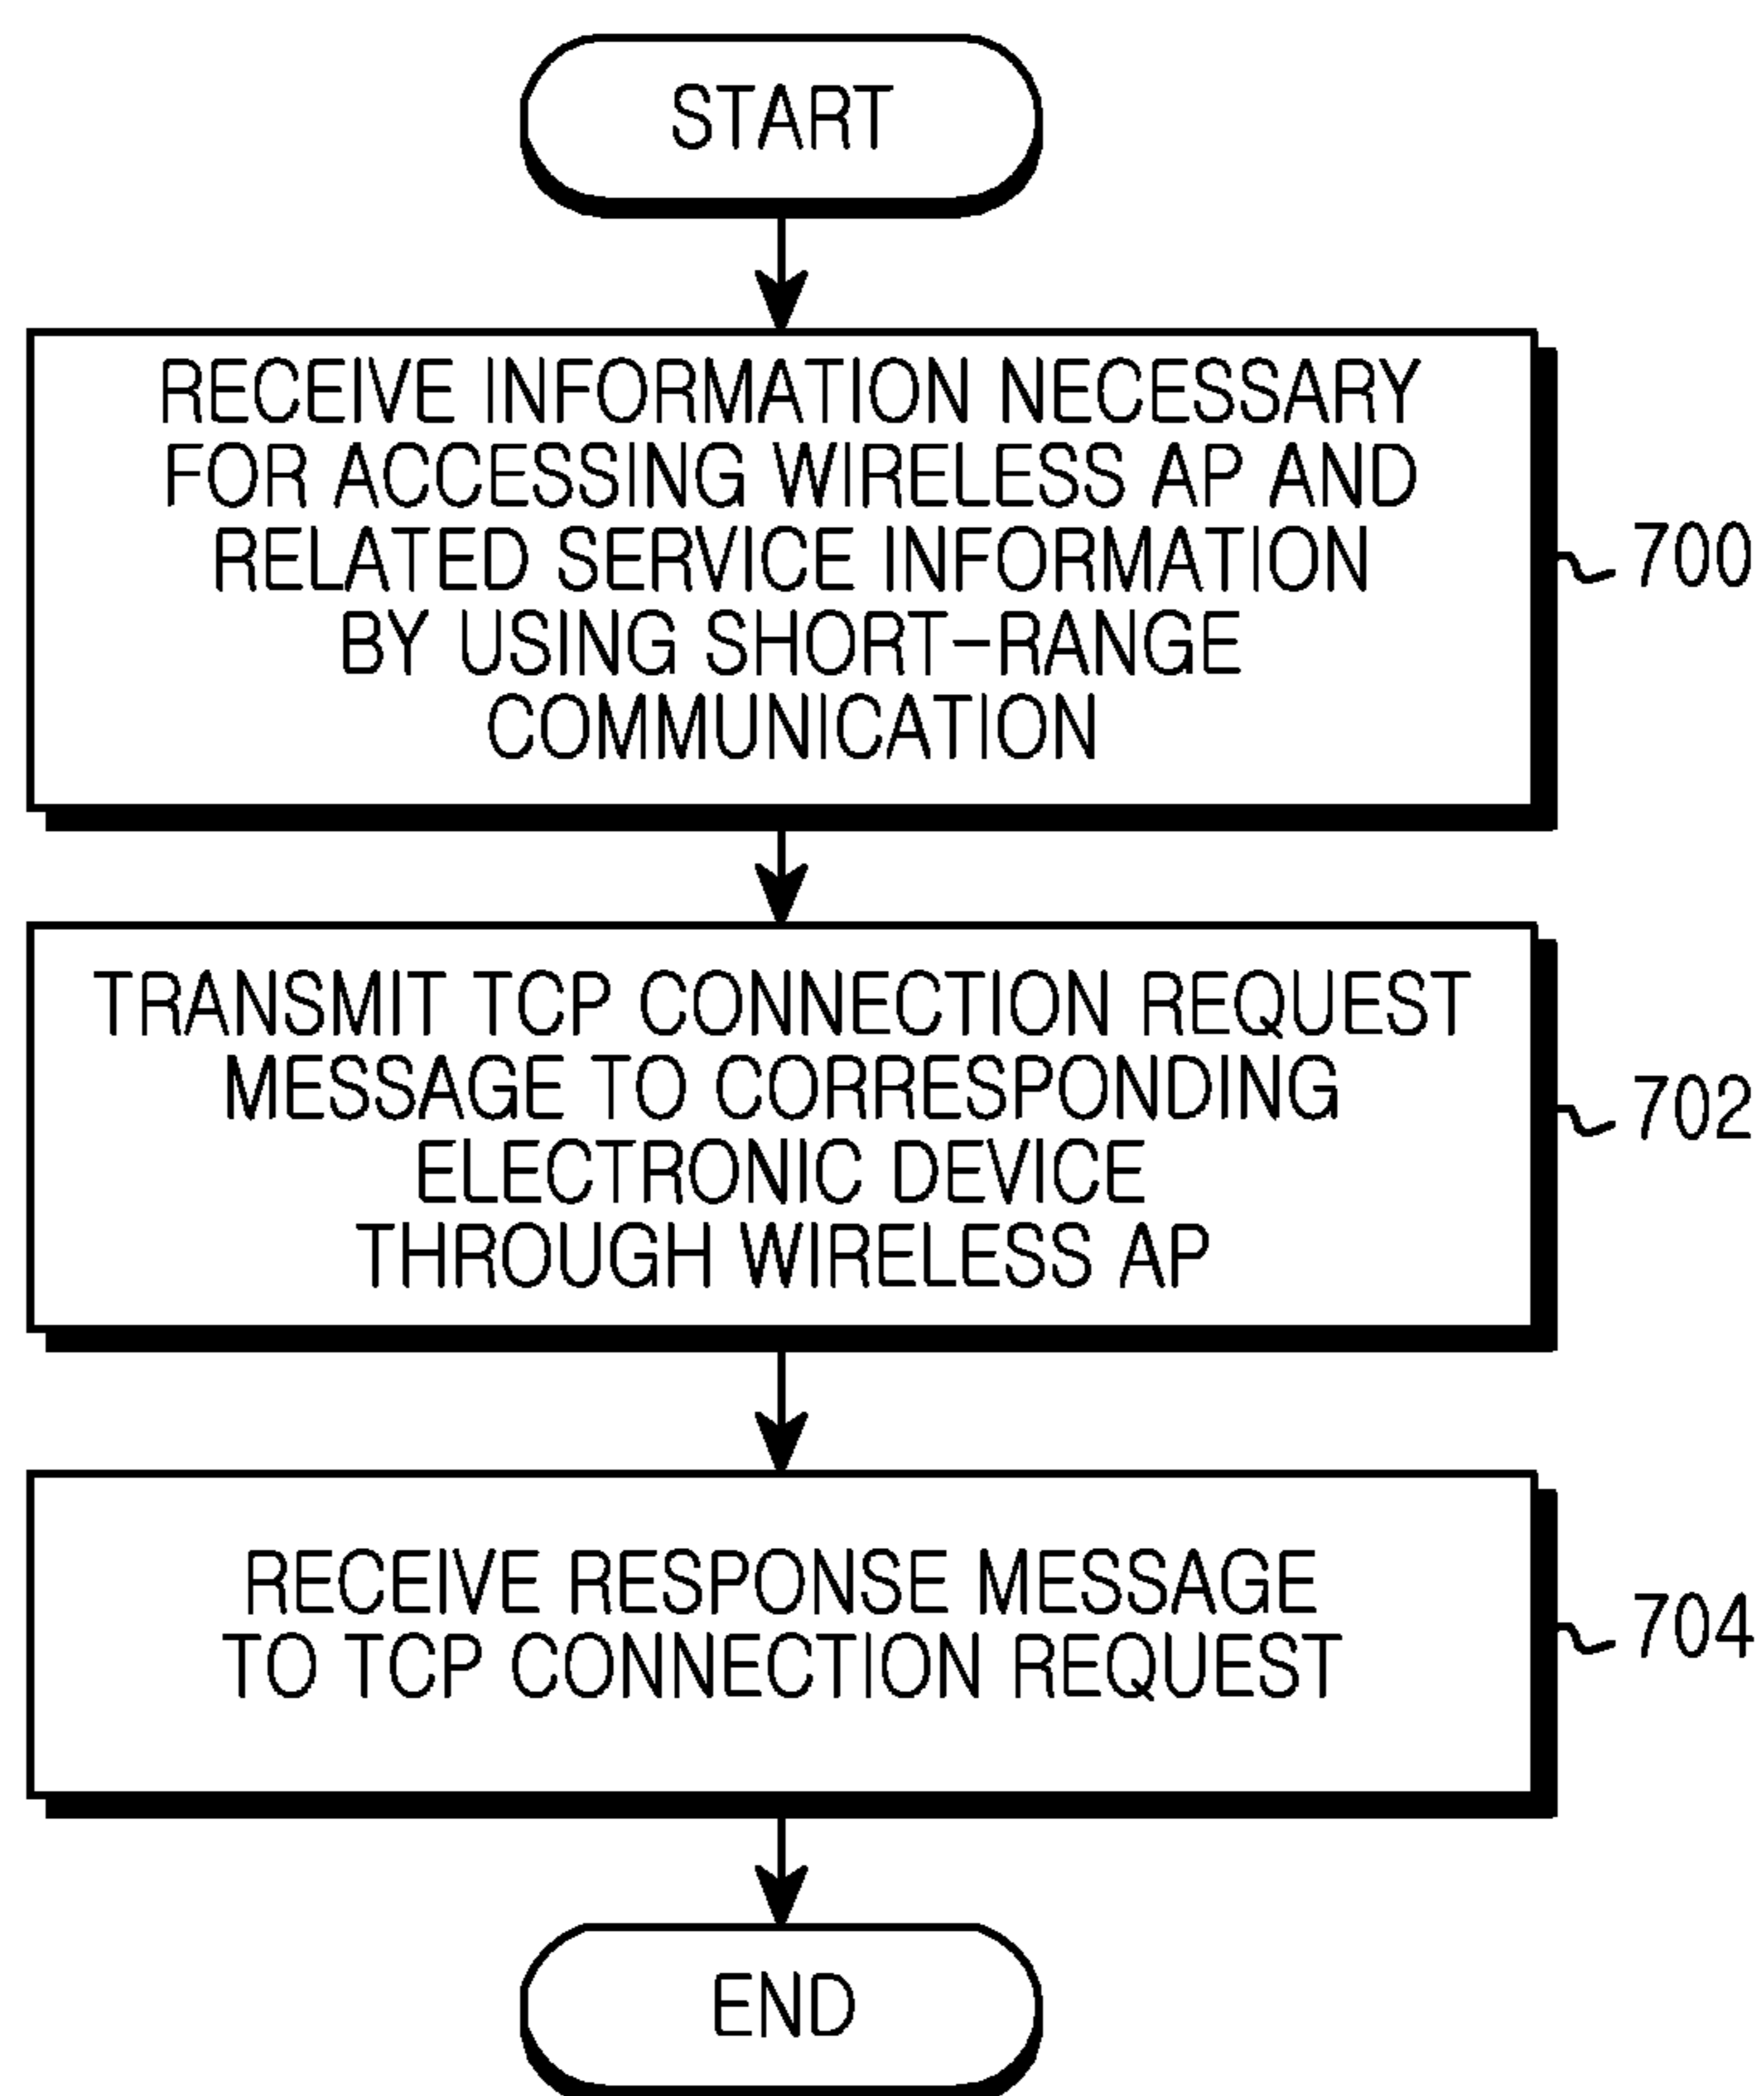 START
RECEIVE INFORMATION NECESSARY
FOR ACCESSING WIRELESS AP AND
RELATED SERVICE INFORMATION
BY USING SHORT-RANGE
COMMUNICATION
700
TRANSMIT TCP CONNECTION REQUEST
MESSAGE TO CORRESPONDING
ELECTRONIC DEVICE
THROUGH WIRELESS AP
702
RECEIVE RESPONSE MESSAGE
TO TCP CONNECTION REQUEST
704
END